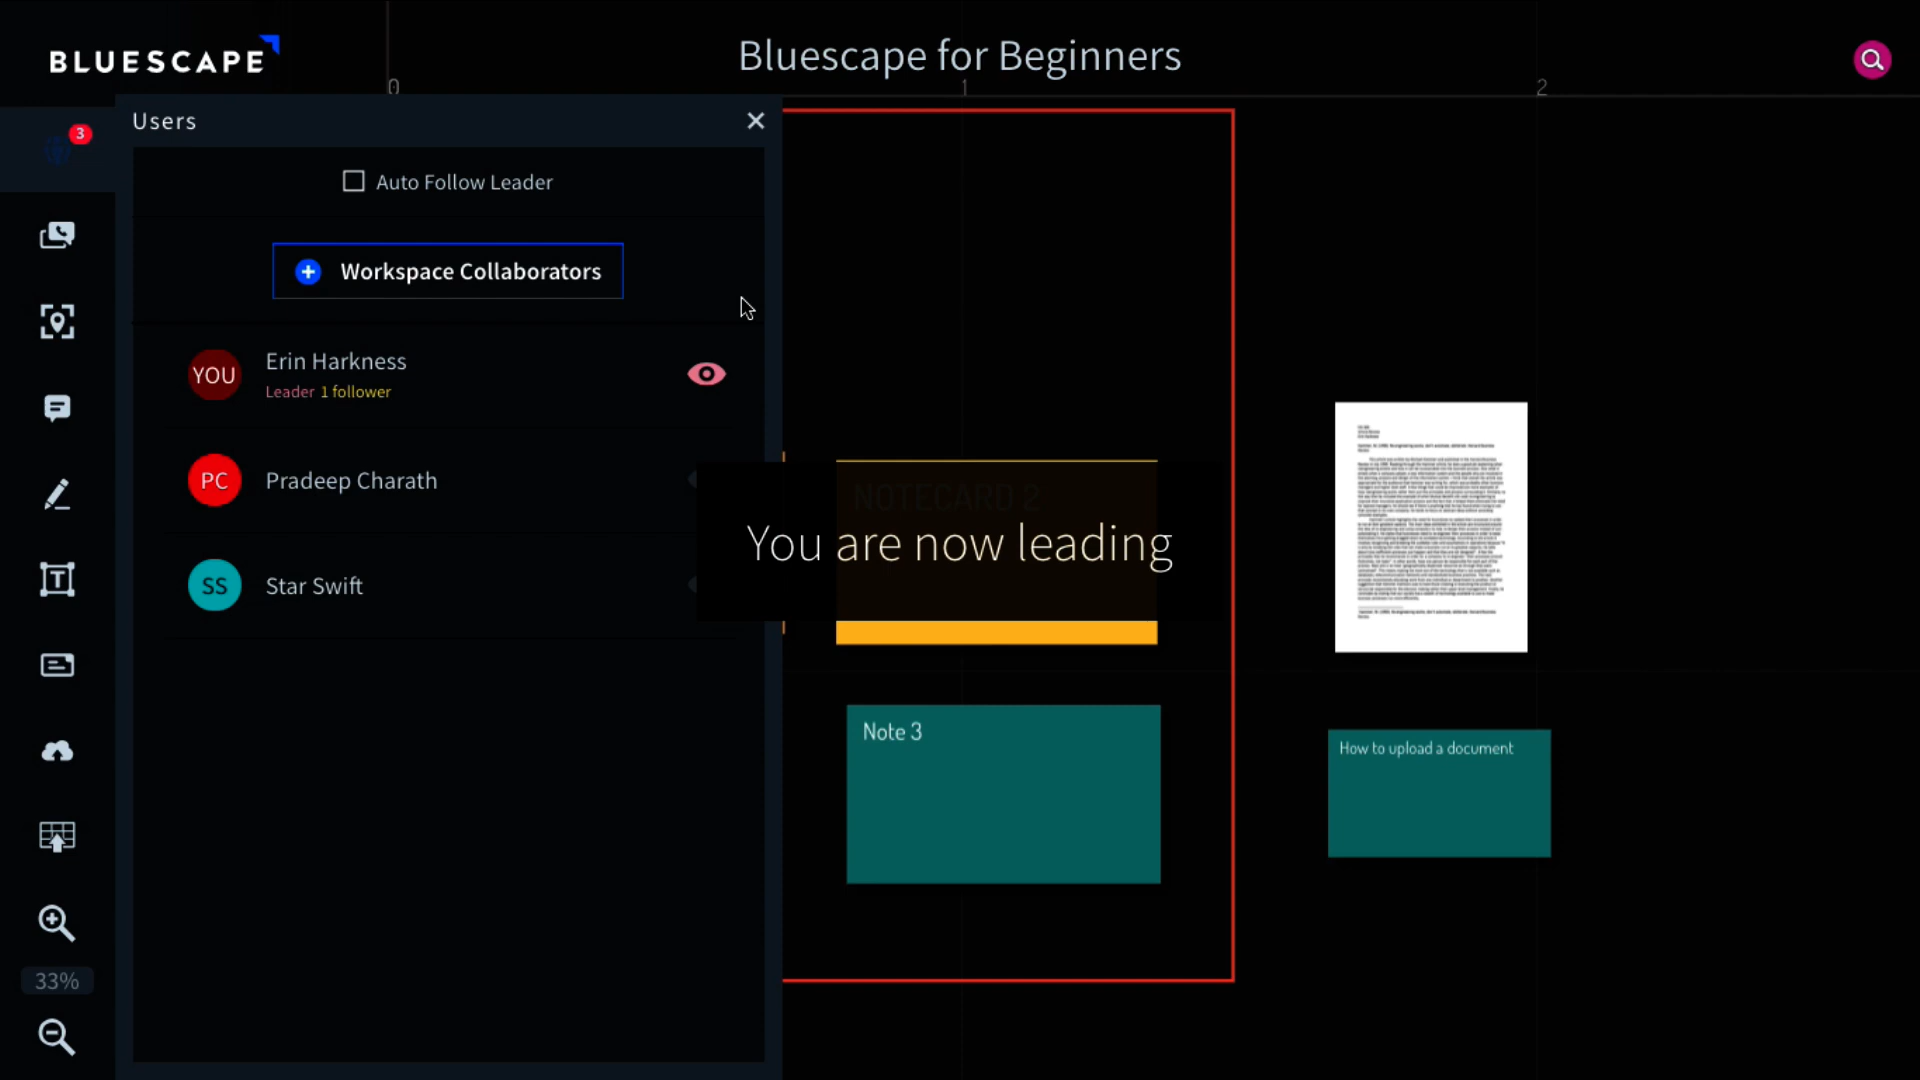 BLUESCAPE
Bluescape for Beginners
0
1
2
Users
3
Auto Follow Leader
Workspace Collaborators
YOU
Erin Harkness
Leader 1 follower
PC
Pradeep Charath
SS
Star Swift
NOTECARD 2
You are now leading
Note 3
How to upload a document
33%